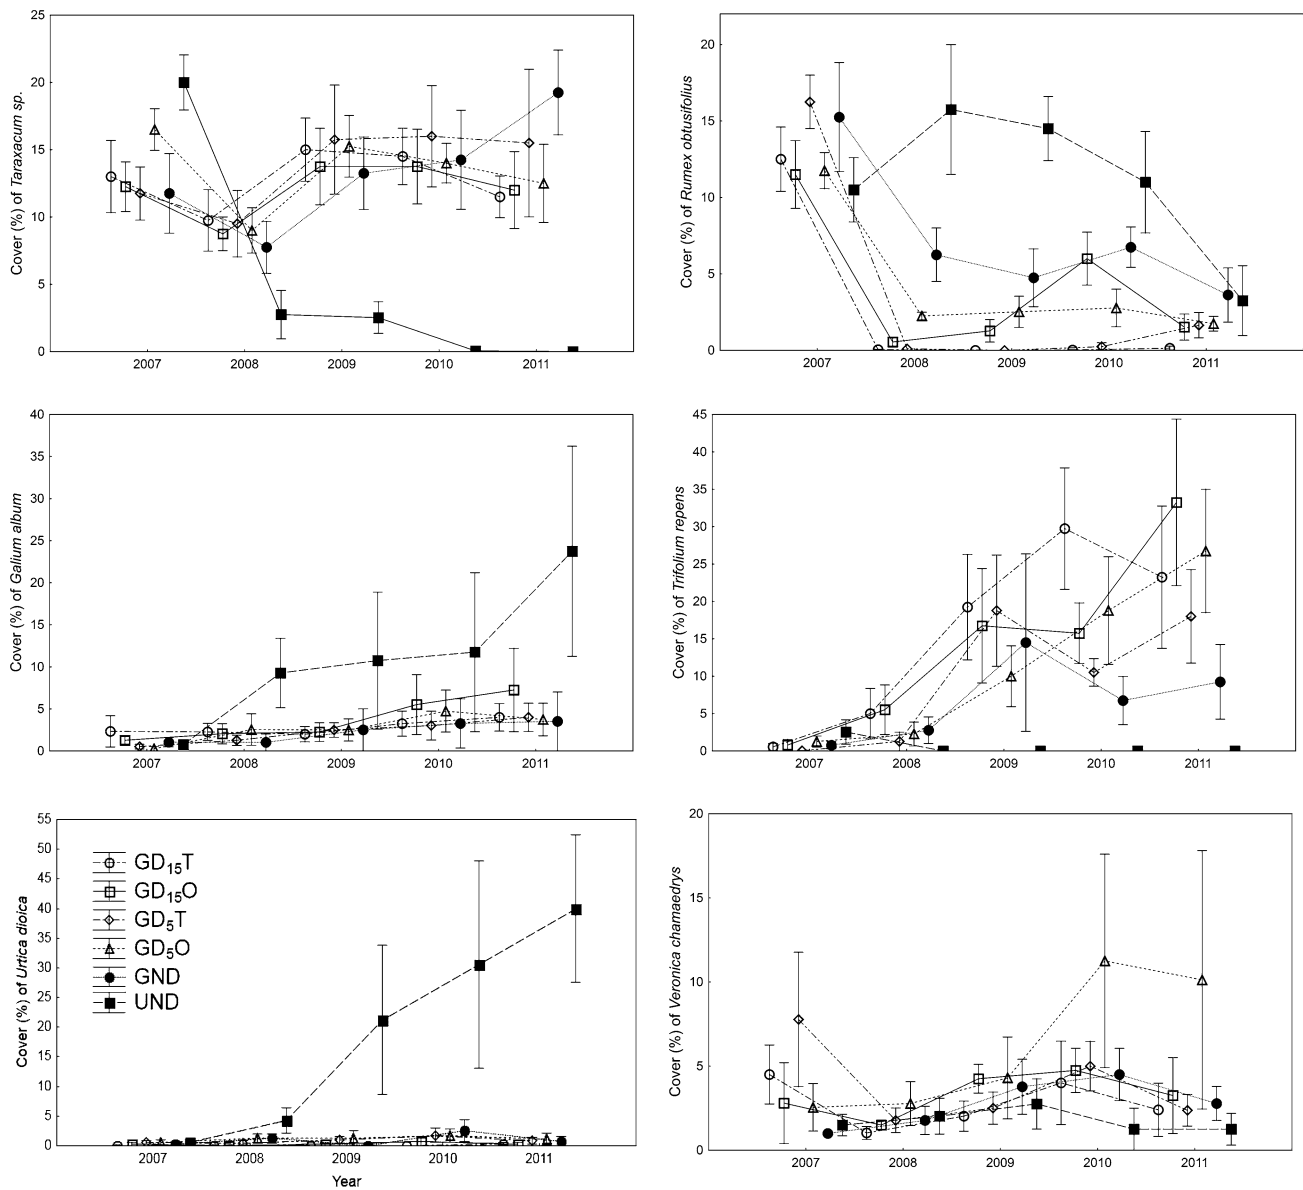 Cover (%) of Taraxacum sp.
25
20
15
10
5
0
2007 2008 2009 2010 2011
Cover (%) of Rumex obtusifolius
20
15
10
5
0
2007 2008 2009 2010 2011
Cover (%) of Galium album
40
35
30
25
20
15
10
5
0
2007 2008 2009 2010 2011
Cover (%) of Trifolium repens
45
40
35
30
25
20
15
10
5
0
2007 2008 2009 2010 2011
Cover (%) of Urtica dioica
55
50
45
40
35
30
25
20
15
10
5
0
GD15T
GD15O
GD5T
GD5O
GND
UND
2007 2008 2009 2010 2011
Year
Cover (%) of Veronica chamaedrys
20
15
10
5
0
2007 2008 2009 2010 2011